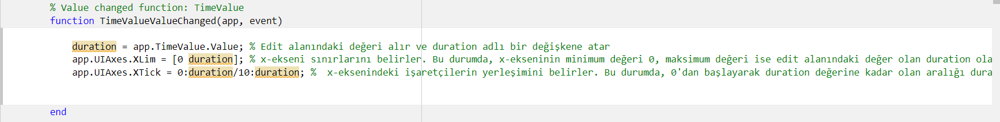 % Value changed function: TimeValue
function TimeValueValueChanged(app, event)
duration = app.TimeValue.Value; % Edit alanındaki değeri alır ve duration adlı bir değişkene atar
app.UIAxes.XLim = [0 duration]; % x-ekseni sınırlarını belirler. Bu durumda, x-ekseninin minimum değeri 0, maksimum değeri ise edit alanındaki değer olan duration ola
app.UIAxes.XTick = 0:duration/10:duration; %  x-eksenindeki işaretçilerin yerleşimini belirler. Bu durumda, 0'dan başlayarak duration değerine kadar olan aralığı dura
end